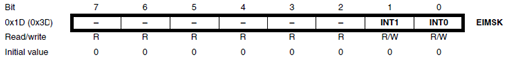 Bit 7 6 5 4 3 2 1 0
0x1D (0x3D) – – – – – – INT1 INT0 EIMSK
Read/write R R R R R R R/W R/W
Initial value 0 0 0 0 0 0 0 0